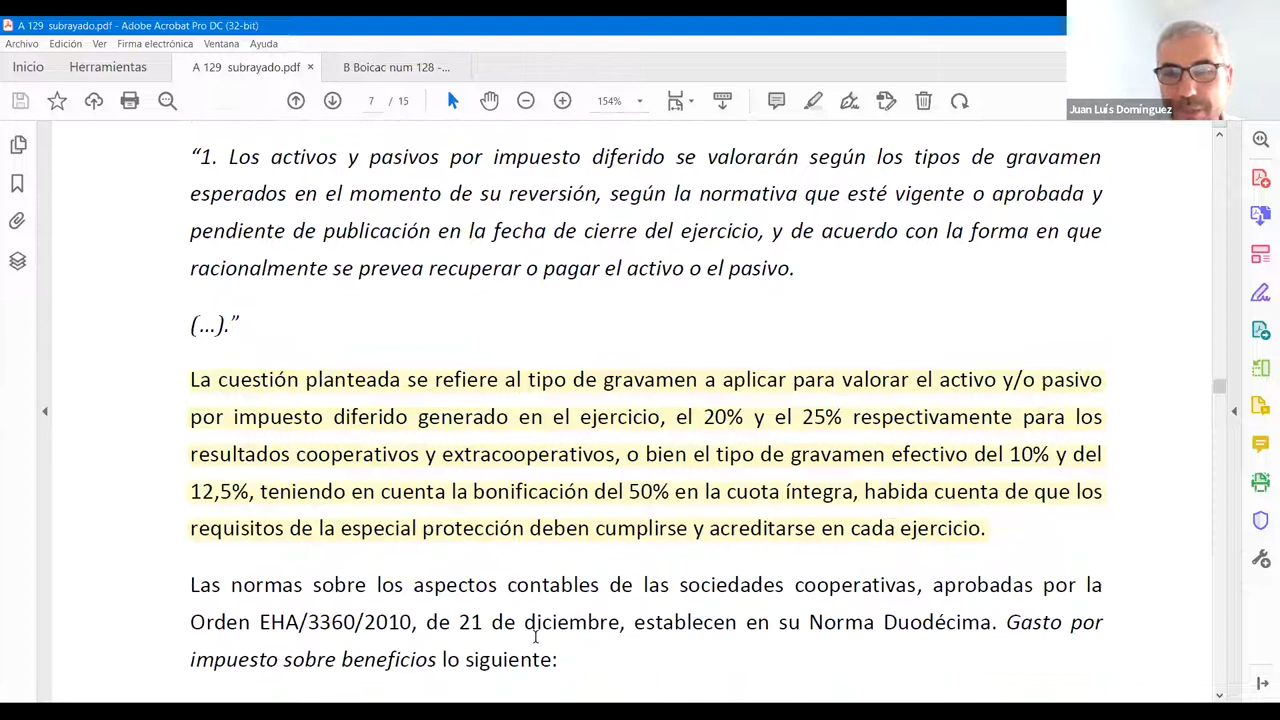 A 129  subrayado.pdf - Adobe Acrobat Pro DC (32-bit)
Archivo Edición Ver Firma electrónica Ventana Ayuda
Inicio Herramientas A 129 subrayado.pdf × B Boicac num 128 -...
7 / 15 154%
Juan Luís Domínguez
“1. Los activos y pasivos por impuesto diferido se valorarán según los tipos de gravamen
esperados en el momento de su reversión, según la normativa que esté vigente o aprobada y
pendiente de publicación en la fecha de cierre del ejercicio, y de acuerdo con la forma en que
racionalmente se prevea recuperar o pagar el activo o el pasivo.
(…).”
La cuestión planteada se refiere al tipo de gravamen a aplicar para valorar el activo y/o pasivo
por impuesto diferido generado en el ejercicio, el 20% y el 25% respectivamente para los
resultados cooperativos y extracooperativos, o bien el tipo de gravamen efectivo del 10% y del
12,5%, teniendo en cuenta la bonificación del 50% en la cuota íntegra, habida cuenta de que los
requisitos de la especial protección deben cumplirse y acreditarse en cada ejercicio.
Las normas sobre los aspectos contables de las sociedades cooperativas, aprobadas por la
Orden EHA/3360/2010, de 21 de diciembre, establecen en su Norma Duodécima. Gasto por
impuesto sobre beneficios lo siguiente: